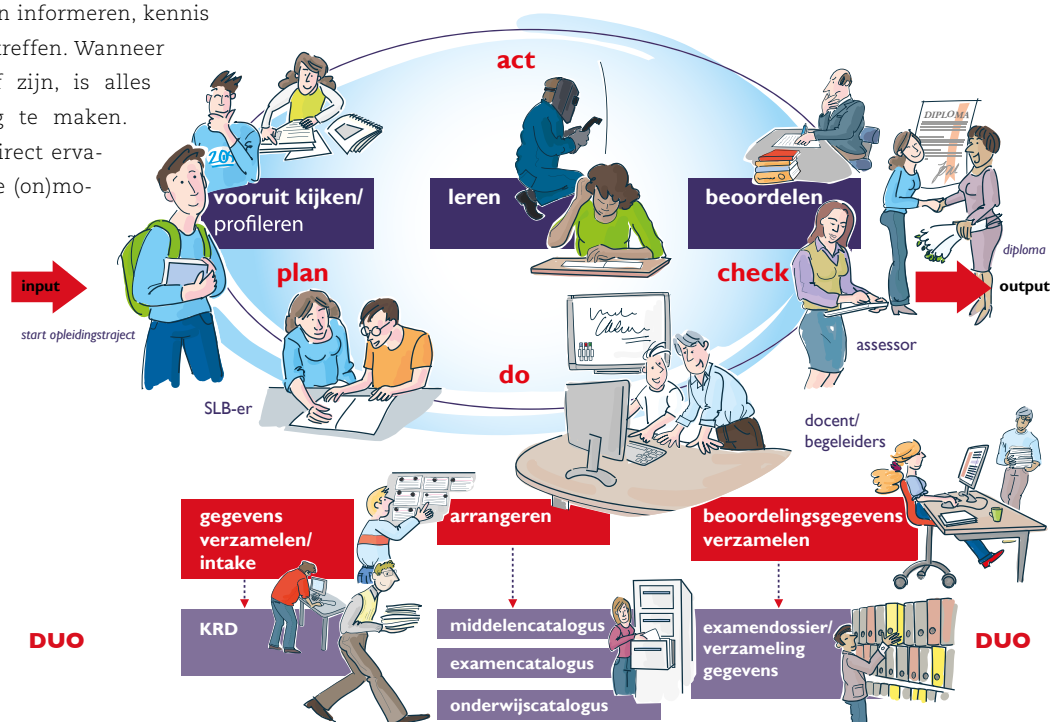 n informeren, kennis
reffen. Wanneer
zijn, is alles
g te maken.
irect erva-
e (on)mo-
act
DIPLOMA
vooruit kijken/
profileren
leren
beoordelen
plan
check
diploma
input
output
start opleidingstraject
assessor
do
SLB-er
docent/
begeleiders
gegevens
verzamelen/
intake
arrangeren
beoordelingsgegevens
verzamelen
KRD
middelencatalogus
examencatalogus
onderwijscatalogus
examendossier/
verzameling
gegevens
DUO
DUO